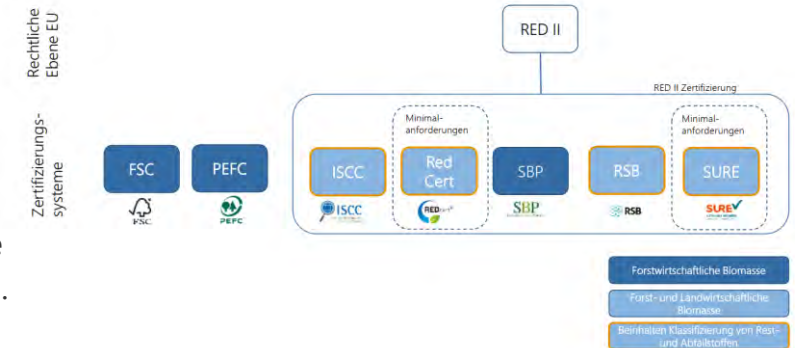 Rechtliche
Ebene EU
RED II
RED II Zertifizierung
Zertifizierungs-
systeme
Minimal-
anforderungen
Minimal-
anforderungen
FSC
PEFC
ISCC
Red
Cert
SBP
RSB
SURE
FSC
PEFC
ISCC
REDcert
SBP
RSB
SURE
e
.
Forstwirtschaftliche Biomasse
Forst- und Landwirtschaftliche
Biomasse
Beinhalten Klassifizierung von Rest-
und Abfallstoffen